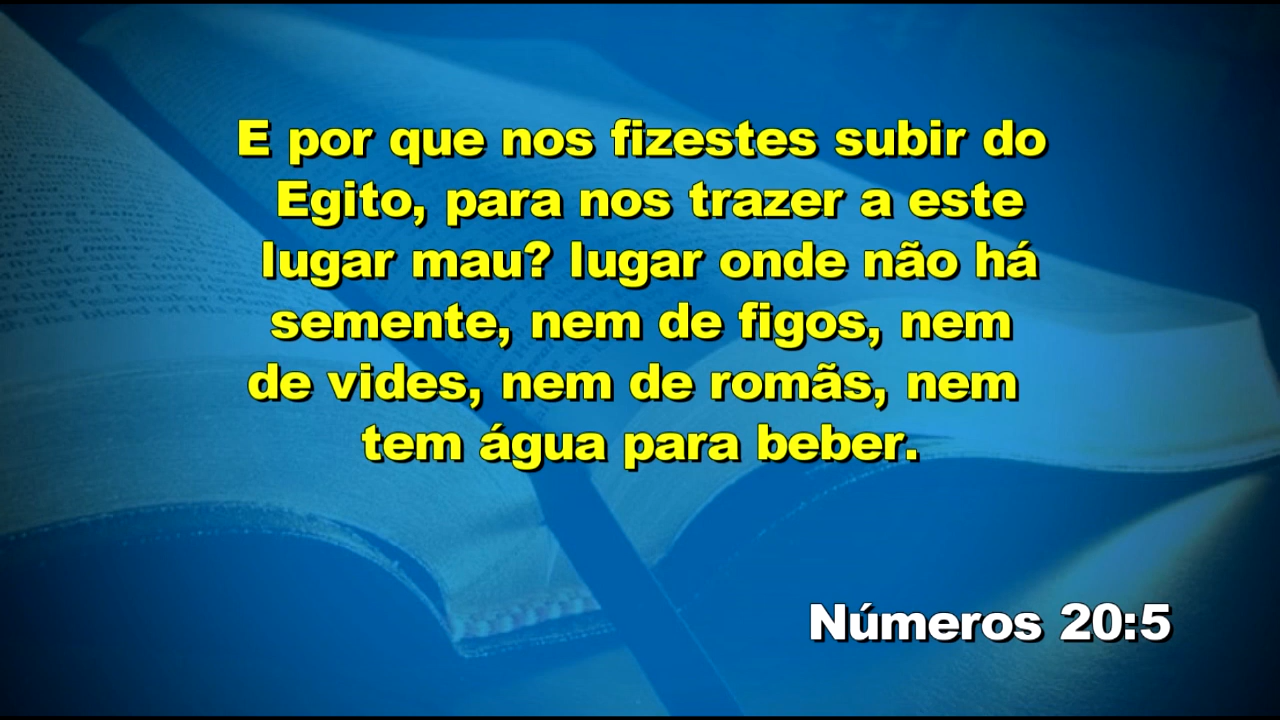 E por que nos fizestes subir do
Egito, para nos trazer a este
lugar mau? lugar onde não há
semente, nem de figos, nem
de vides, nem de romãs, nem
tem água para beber.
Números 20:5